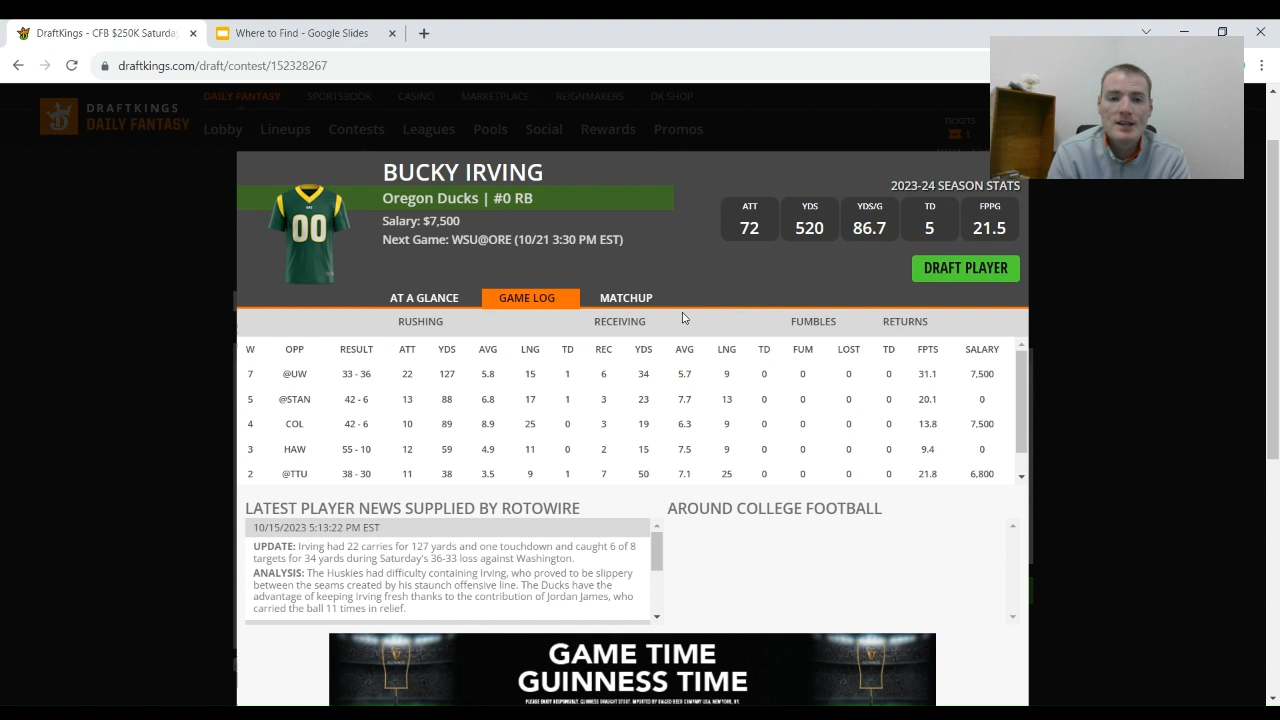 DraftKings - CFB $250K Saturda
Where to Find - Google Slides
draftkings.com/draft/contest/152328267
DRAFTKINGS
DAILY FANTASY
DAILY FANTASY SPORTSBOOK CASINO MARKETPLACE REIGNMAKERS DK SHOP
Lobby Lineups Contests Leagues Pools Social Rewards Promos
TICKETS
1
BUCKY IRVING
Oregon Ducks | #0 RB
Salary: $7,500
Next Game: WSU@ORE (10/21 3:30 PM EST)
00
2023-24 SEASON STATS
ATT YDS YDS/G TD FPPG
72 520 86.7 5 21.5
DRAFT PLAYER
AT A GLANCE GAME LOG MATCHUP
RUSHING RECEIVING FUMBLES RETURNS
W OPP RESULT ATT YDS AVG LNG TD REC YDS AVG LNG TD FUM LOST TD FPTS SALARY
7 @UW 33 - 36 22 127 5.8 15 1 6 34 5.7 9 0 0 0 0 31.1 7,500
5 @STAN 42 - 6 13 88 6.8 17 1 3 23 7.7 13 0 0 0 0 20.1 0
4 COL 42 - 6 10 89 8.9 25 0 3 19 6.3 9 0 0 0 0 13.8 7,500
3 HAW 55 - 10 12 59 4.9 11 0 2 15 7.5 9 0 0 0 0 9.4 0
2 @TTU 38 - 30 11 38 3.5 9 1 7 50 7.1 25 0 0 0 0 21.8 6,800
LATEST PLAYER NEWS SUPPLIED BY ROTOWIRE
10/15/2023 5:13:22 PM EST
UPDATE: Irving had 22 carries for 127 yards and one touchdown and caught 6 of 8
targets for 34 yards during Saturday's 36-33 loss against Washington.
ANALYSIS: The Huskies had difficulty containing Irving, who proved to be slippery
between the seams created by his staunch offensive line. The Ducks have the
advantage of keeping Irving fresh thanks to the contribution of Jordan James, who
carried the ball 11 times in relief.
AROUND COLLEGE FOOTBALL
GAME TIME
GUINNESS TIME